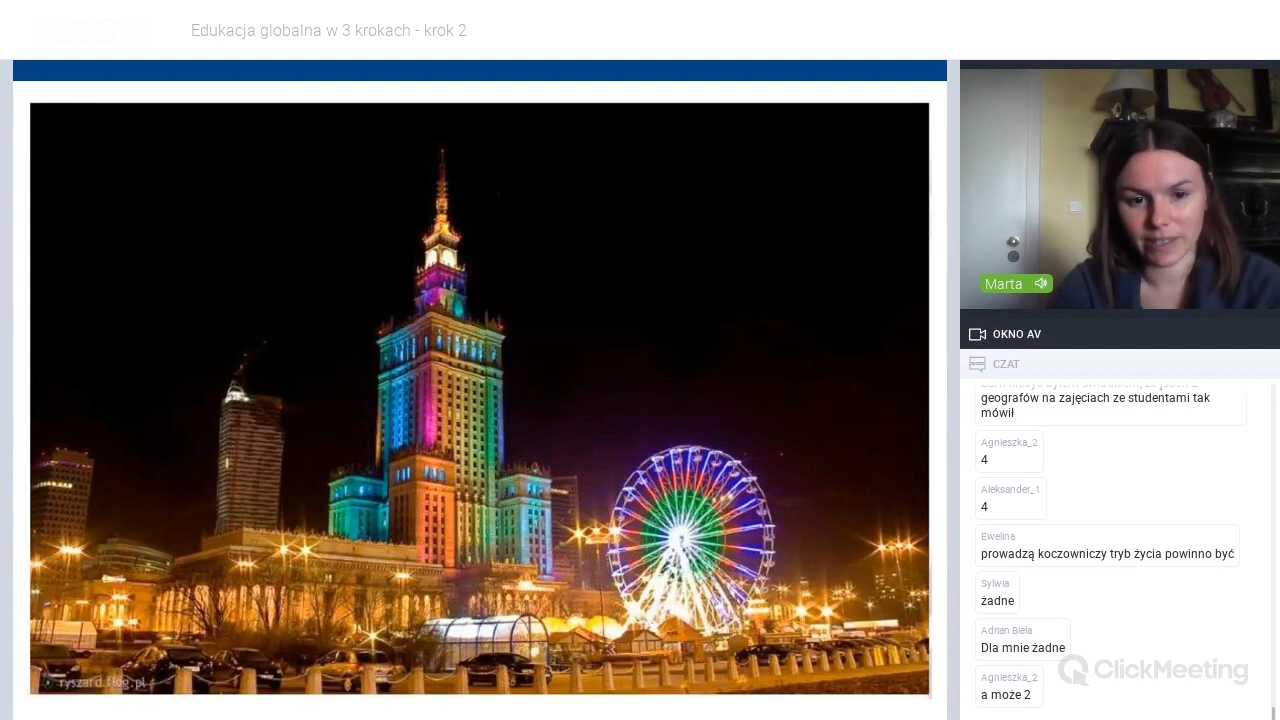 Edukacja globalna w 3 krokach - krok 2
ryszard.flog.pl
Marta
OKNO AV
CZAT
geografów na zajęciach ze studentami tak
mówił
Agnieszka_2
4
Aleksander_1
4
Ewelina
prowadzą koczowniczy tryb życia powinno być
Sylwia
żadne
Adrian Biela
Dla mnie żadne
Agnieszka_2
a może 2
ClickMeeting